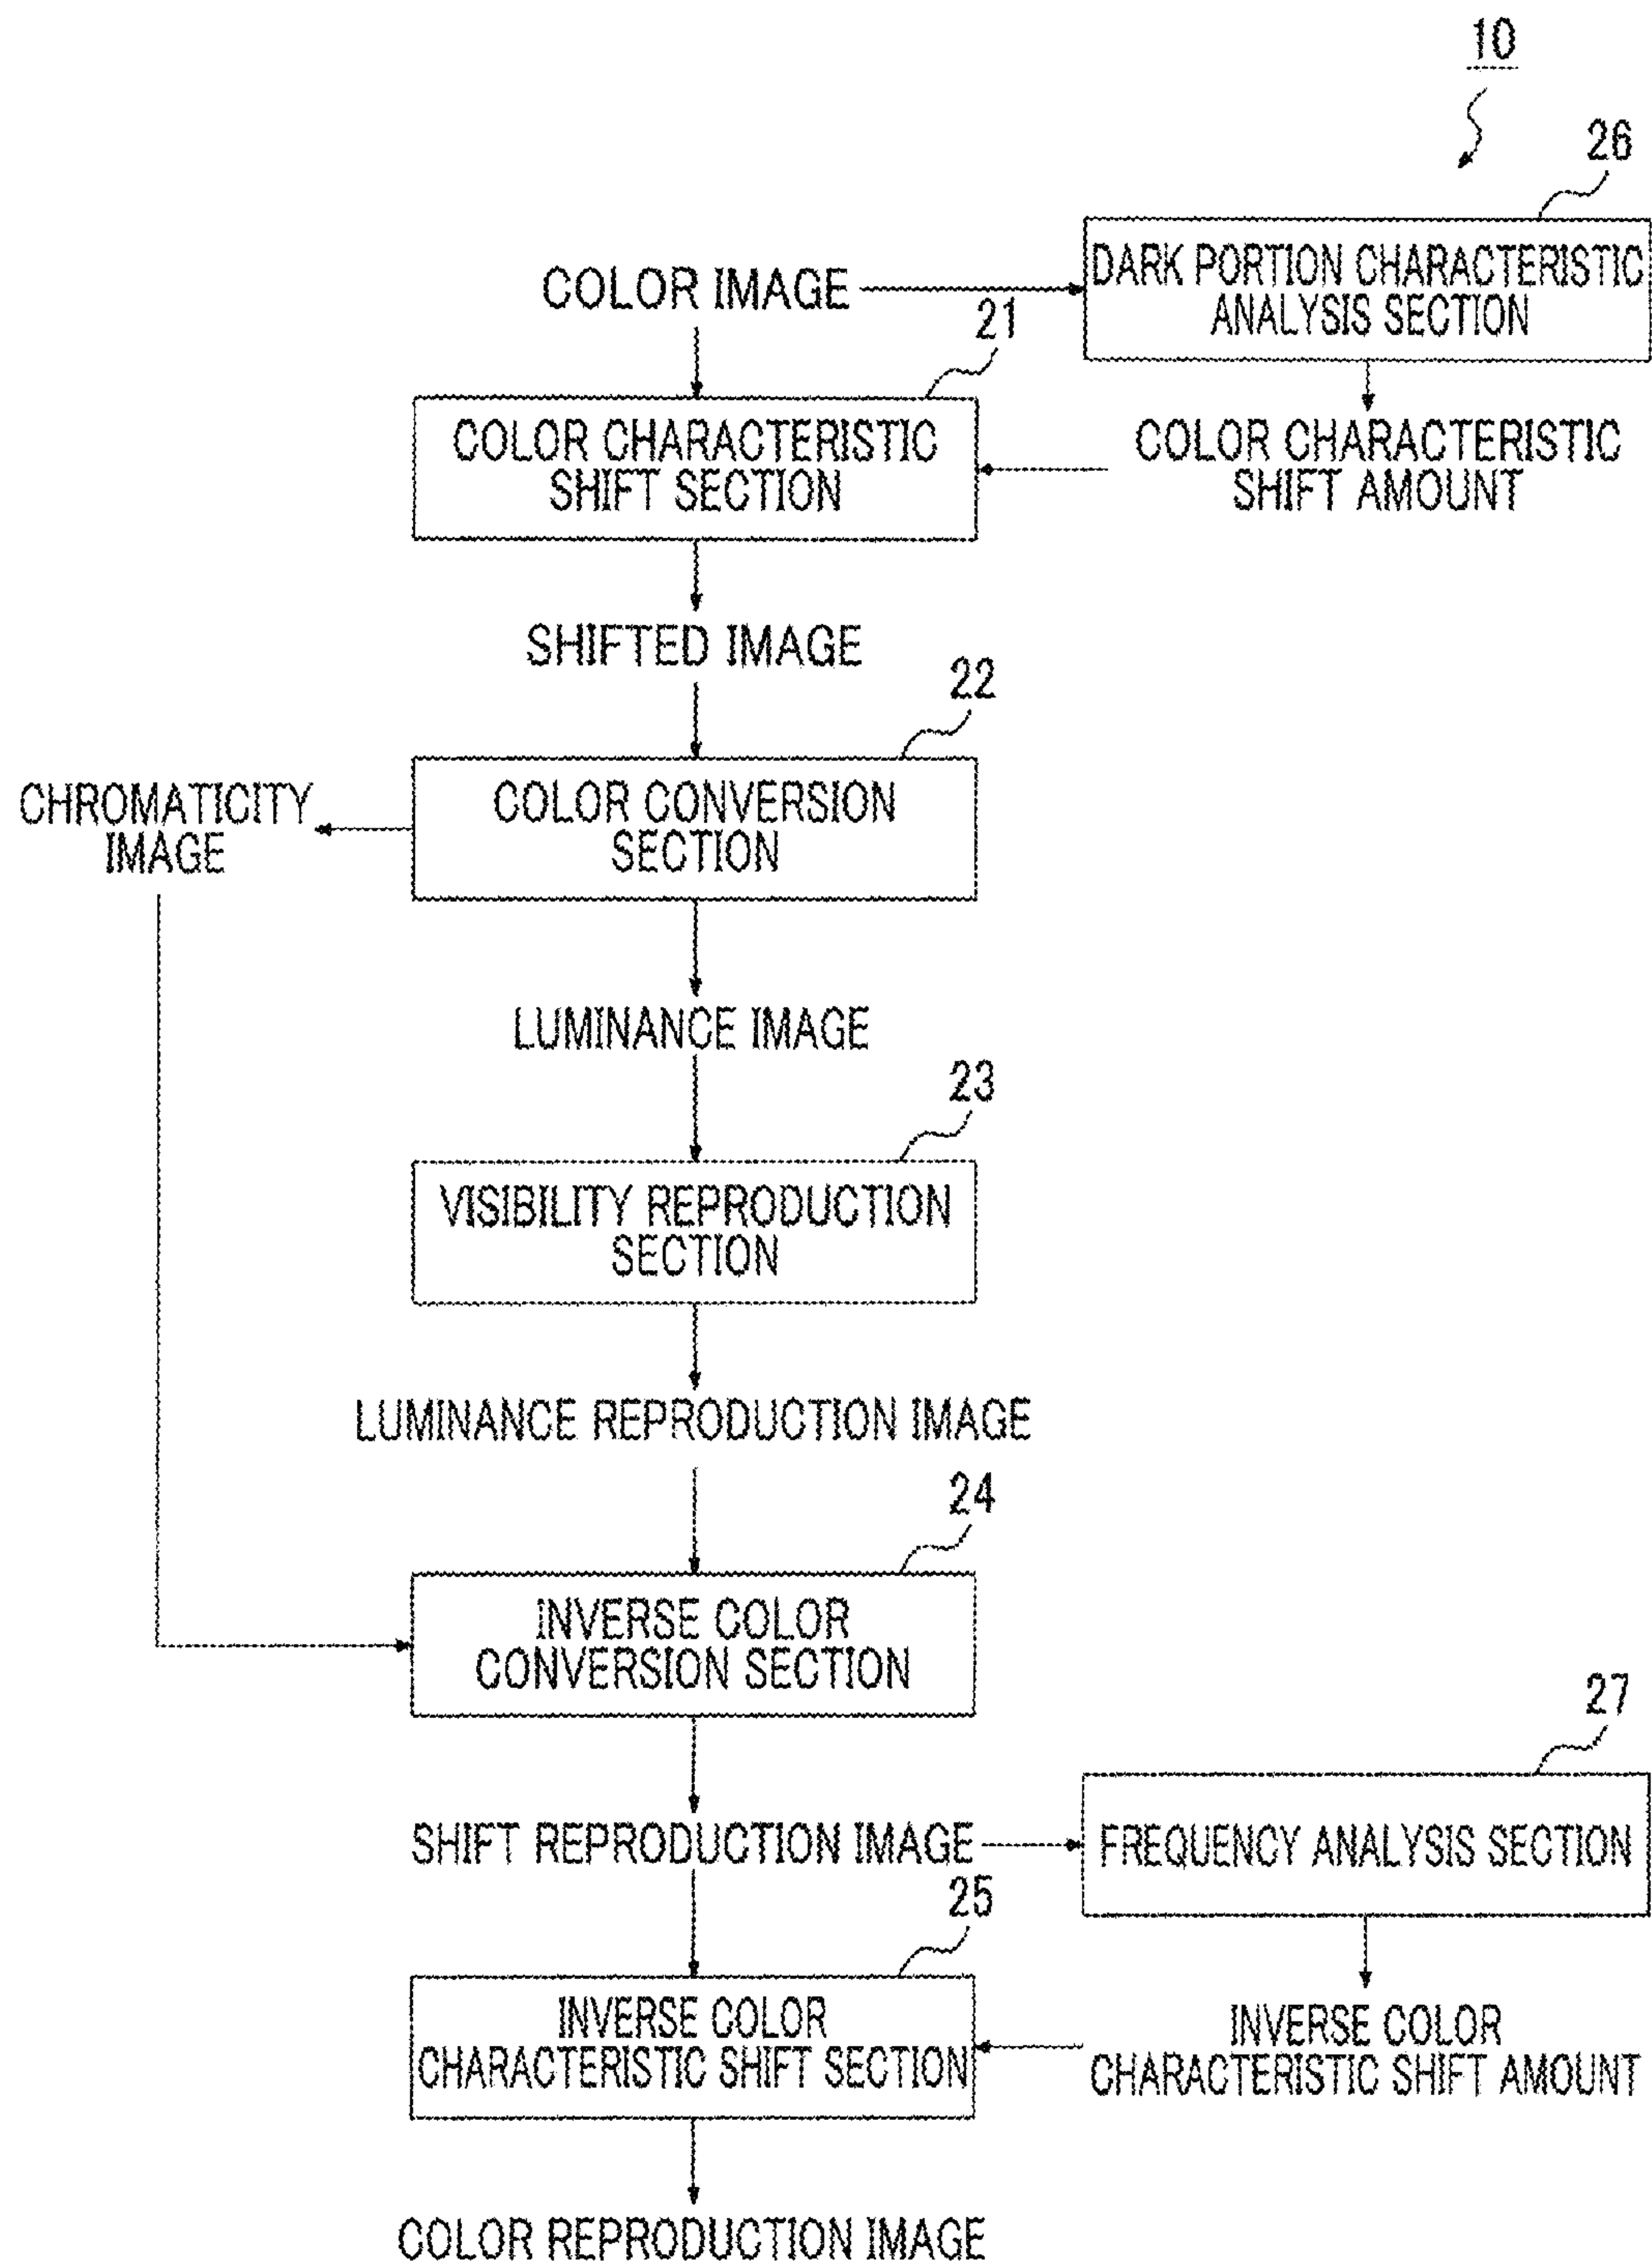 10
26
COLOR IMAGE
DARK PORTION CHARACTERISTIC
ANALYSIS SECTION
21
COLOR CHARACTERISTIC
SHIFT SECTION
COLOR CHARACTERISTIC
SHIFT AMOUNT
SHIFTED IMAGE
22
CHROMATICITY
IMAGE
COLOR CONVERSION
SECTION
LUMINANCE IMAGE
23
VISIBILITY REPRODUCTION
SECTION
LUMINANCE REPRODUCTION IMAGE
24
INVERSE COLOR
CONVERSION SECTION
27
SHIFT REPRODUCTION IMAGE
FREQUENCY ANALYSIS SECTION
25
INVERSE COLOR
CHARACTERISTIC SHIFT SECTION
INVERSE COLOR
CHARACTERISTIC SHIFT AMOUNT
COLOR REPRODUCTION IMAGE